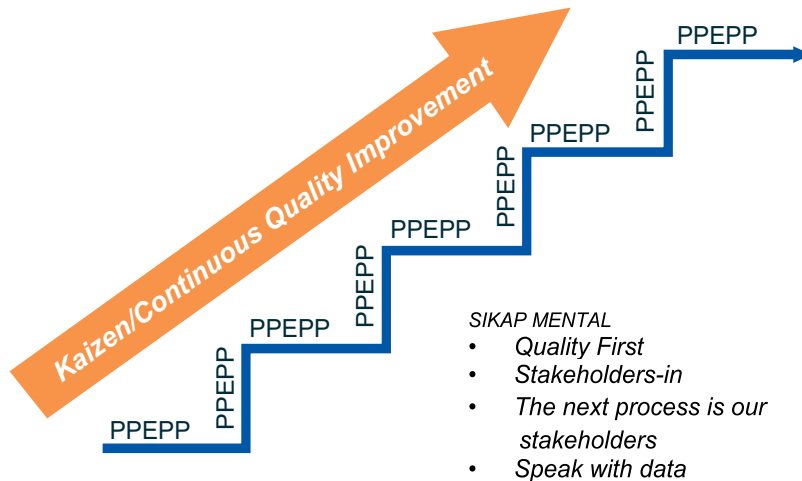 PPEPP
PPEPP
PPEPP
PPEPP
PPEPP
PPEPP
PPEPP
PPEPP
PPEPP
Kaizen/Continuous Quality Improvement
SIKAP MENTAL
• Quality First
• Stakeholders-in
• The next process is our
stakeholders
• Speak with data